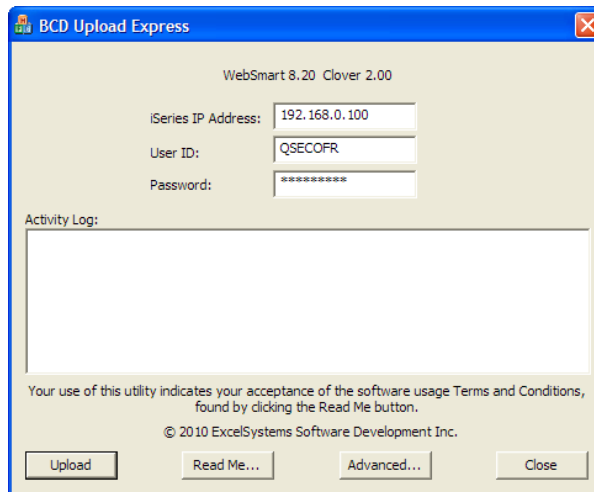 BCD Upload Express
WebSmart 8.20 Clover 2.00
iSeries IP Address: 192.168.0.100
User ID: QSECOFR
Password: *********
Activity Log:
Your use of this utility indicates your acceptance of the software usage Terms and Conditions,
found by clicking the Read Me button.
© 2010 ExcelSystems Software Development Inc.
Upload Read Me... Advanced... Close